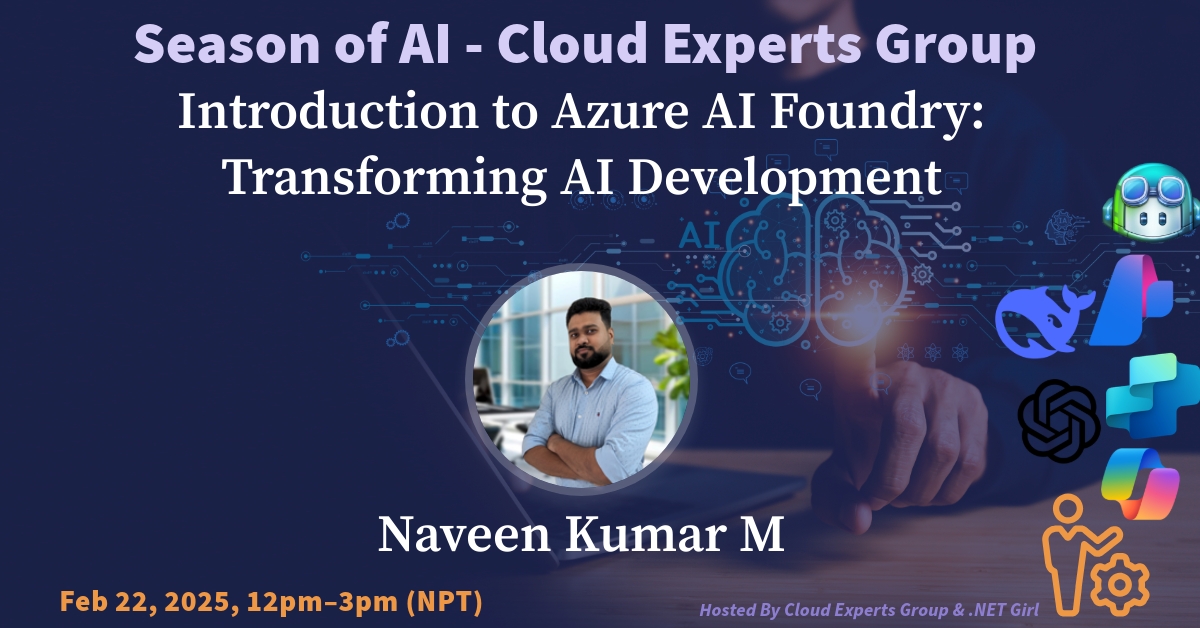 Season of AI - Cloud Experts Group
Introduction to Azure AI Foundry:
Transforming AI Development
AI
Naveen Kumar M
Feb 22, 2025, 12pm–3pm (NPT)
Hosted By Cloud Experts Group & .NET Girl